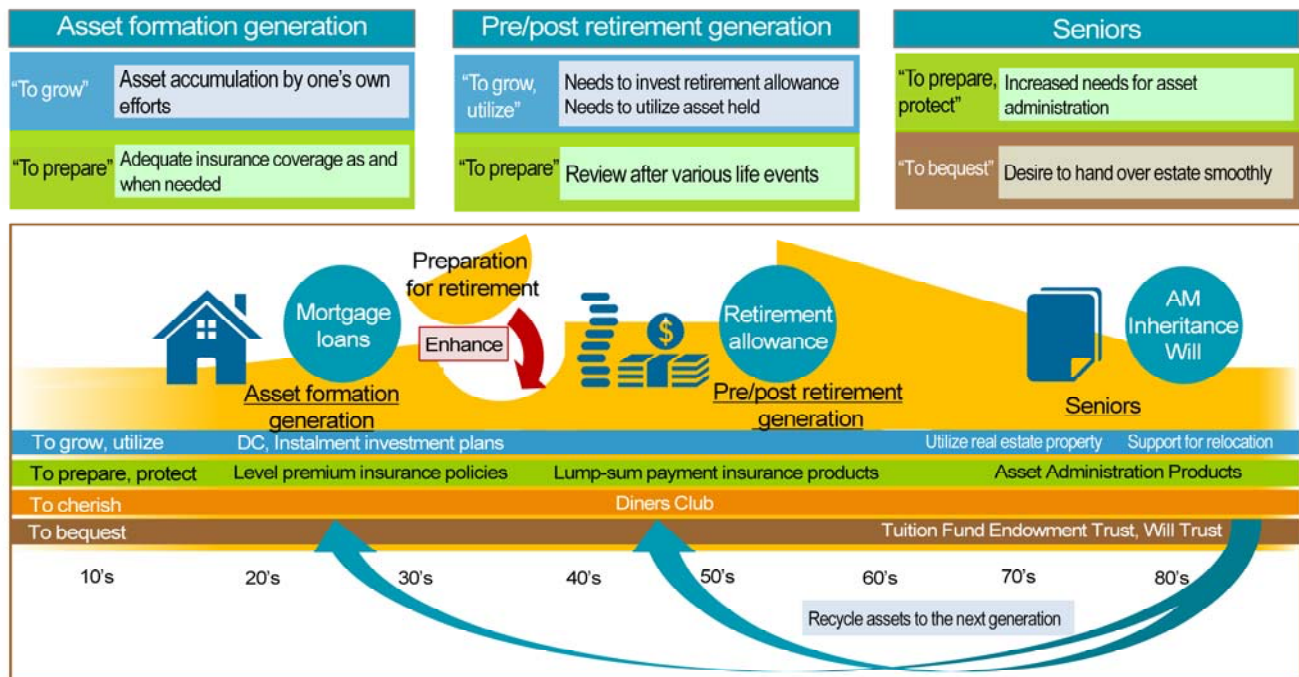 Asset formation generation
"To grow"
Asset accumulation by one's own
efforts
"To prepare"
Adequate insurance coverage as and
when needed
Pre/post retirement generation
"To grow,
utilize"
Needs to invest retirement allowance
Needs to utilize asset held
"To prepare"
Review after various life events
Seniors
"To prepare,
protect"
Increased needs for asset
administration
"To bequest"
Desire to hand over estate smoothly
Mortgage
loans
Preparation
for retirement
Enhance
$
Retirement
allowance
AM
Inheritance
Will
Asset formation
generation
Pre/post retirement
generation
Seniors
To grow, utilize
DC, Instalment investment plans
Utilize real estate property
Support for relocation
To prepare, protect
Level premium insurance policies
Lump-sum payment insurance products
Asset Administration Products
To cherish
Diners Club
To bequest
Tuition Fund Endowment Trust, Will Trust
10's 20's 30's 40's 50's 60's 70's 80's
Recycle assets to the next generation